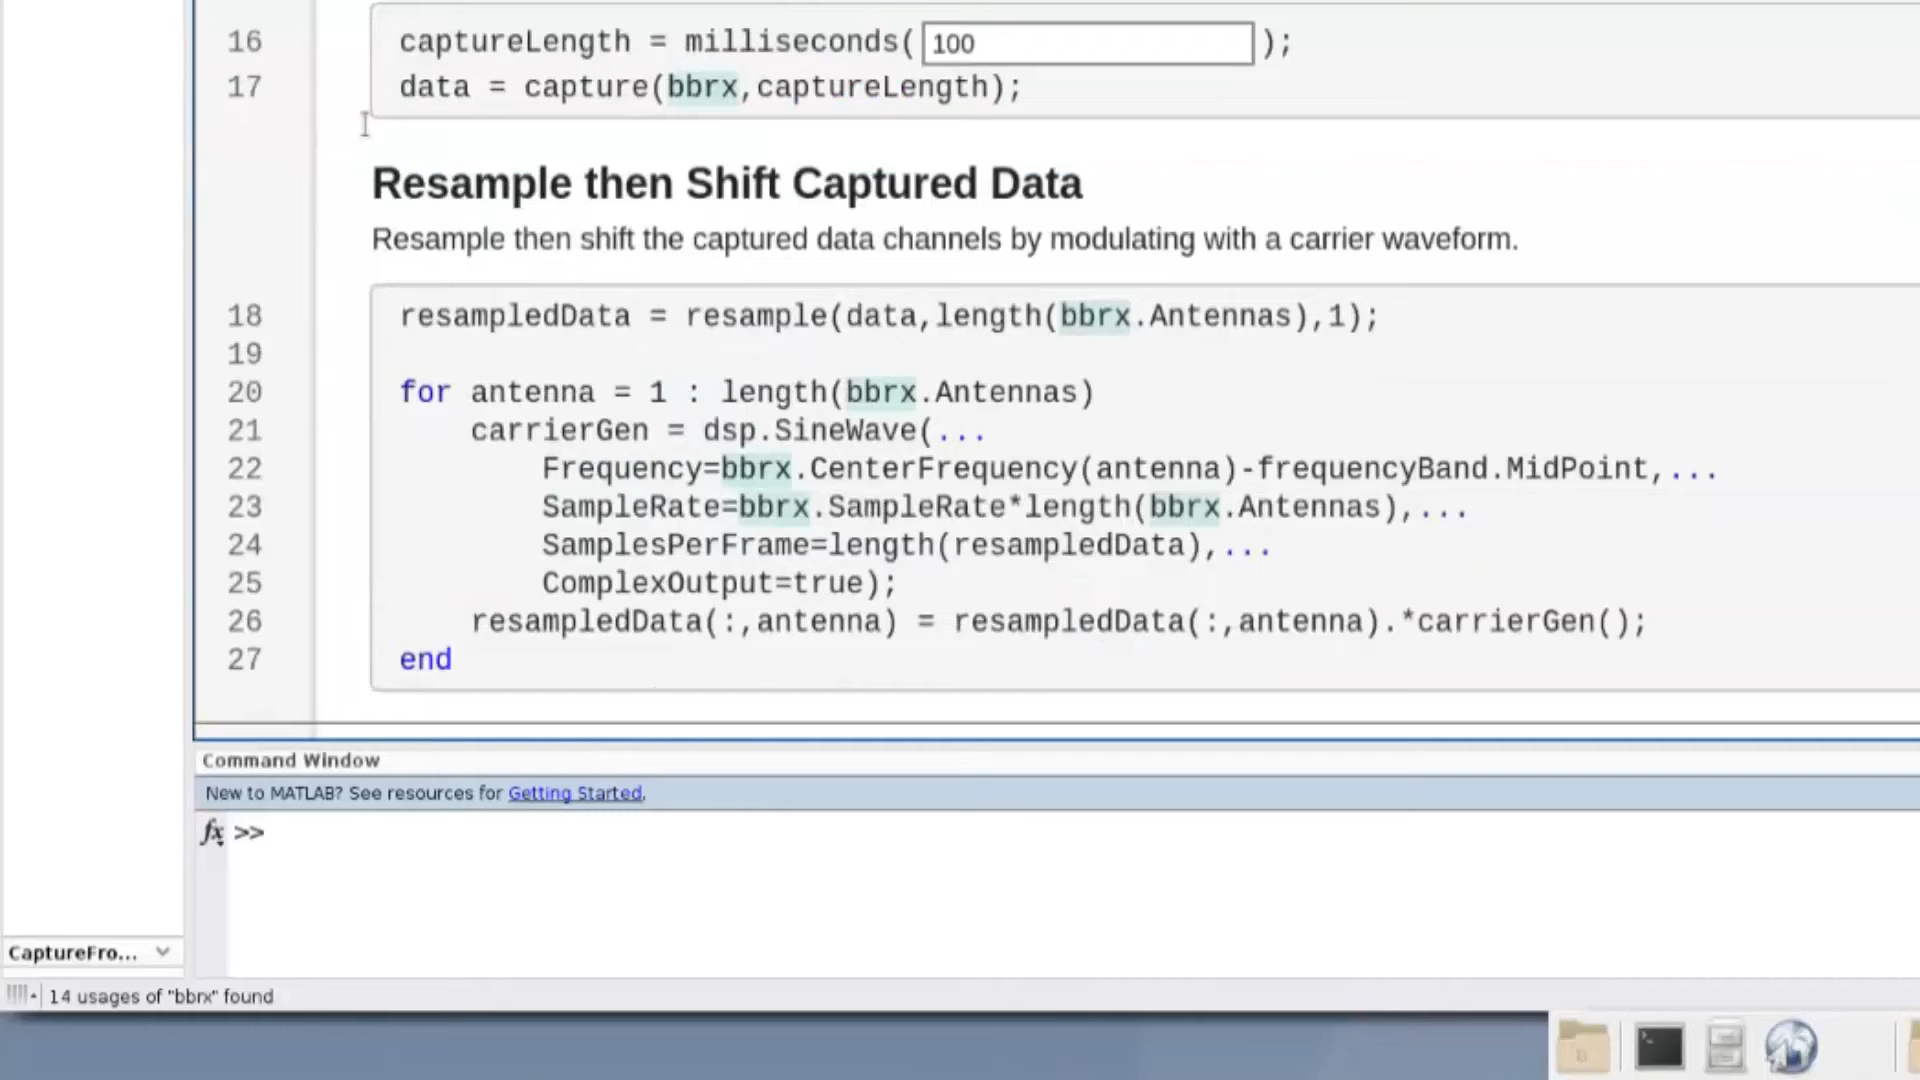 16 captureLength = milliseconds( 100 );
17 data = capture(bbrx,captureLength);
Resample then Shift Captured Data
Resample then shift the captured data channels by modulating with a carrier waveform.
18 resampledData = resample(data,length(bbrx.Antennas),1);
19
20 for antenna = 1 : length(bbrx.Antennas)
21 carrierGen = dsp.SineWave(...
22 Frequency=bbrx.CenterFrequency(antenna)-frequencyBand.MidPoint,...
23 SampleRate=bbrx.SampleRate*length(bbrx.Antennas),...
24 SamplesPerFrame=length(resampledData),...
25 ComplexOutput=true);
26 resampledData(:,antenna) = resampledData(:,antenna).*carrierGen();
27 end
Command Window
New to MATLAB? See resources for Getting Started.
fx >>
CaptureFro...
14 usages of "bbrx" found